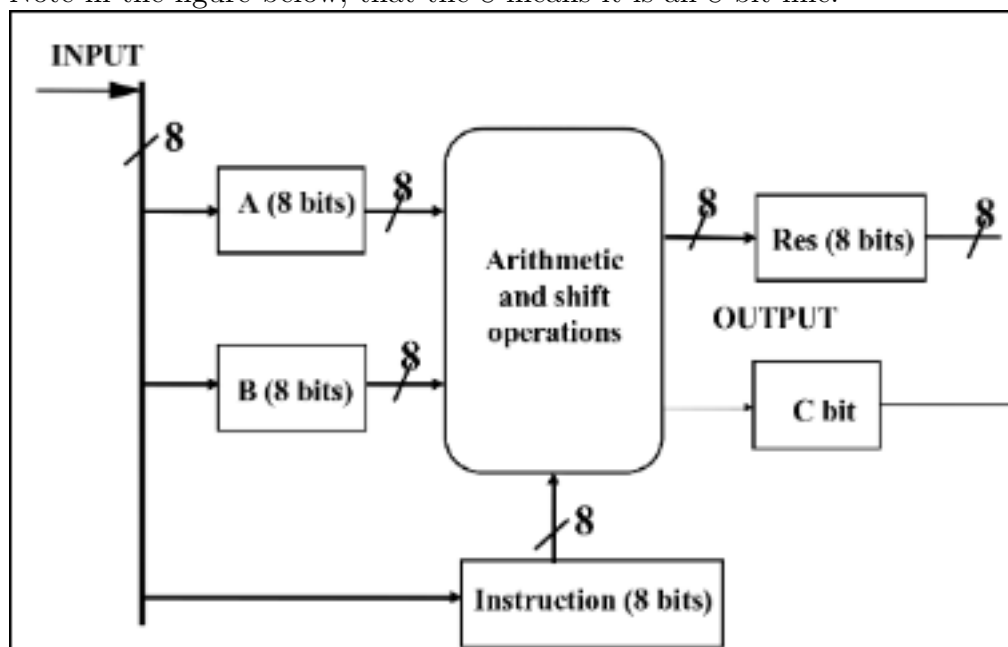 Note in the figure below, that the 8 means it is an 8 bit line.
INPUT
8
A (8 bits)
8
8
Res (8 bits)
8
Arithmetic
and shift
operations
OUTPUT
B (8 bits)
8
C bit
8
Instruction (8 bits)